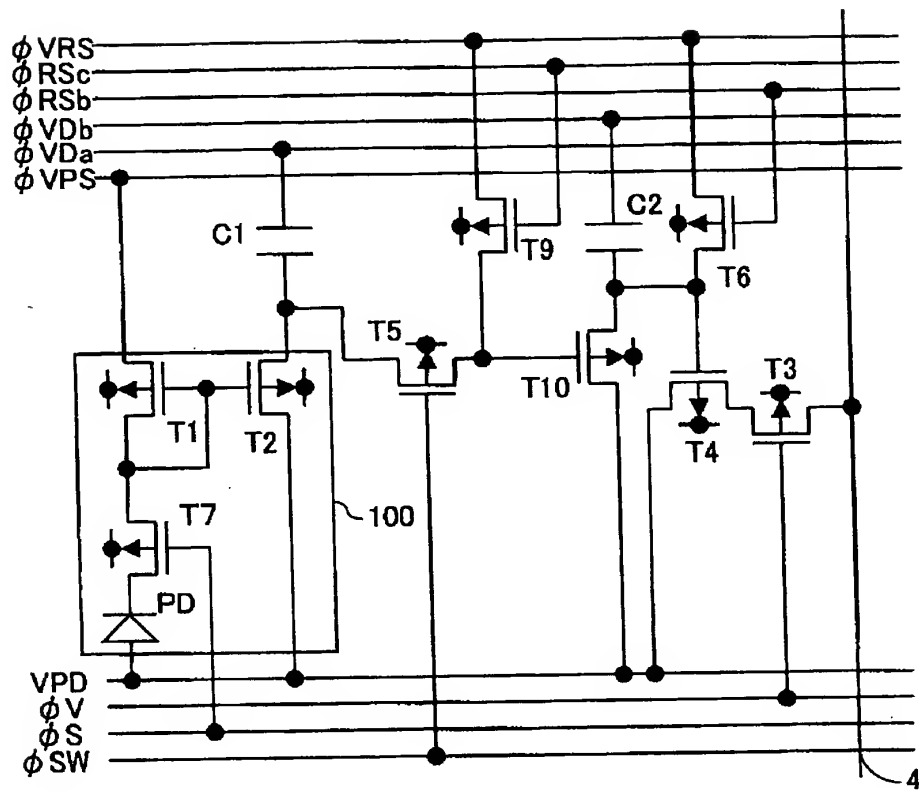 φVRS
φRSc
φRSb
φVDb
φVDa
φVPS
C1
C2
T9
T6
T5
T10
T3
T4
T1
T2
T7
100
PD
VPD
φV
φS
φSW
4